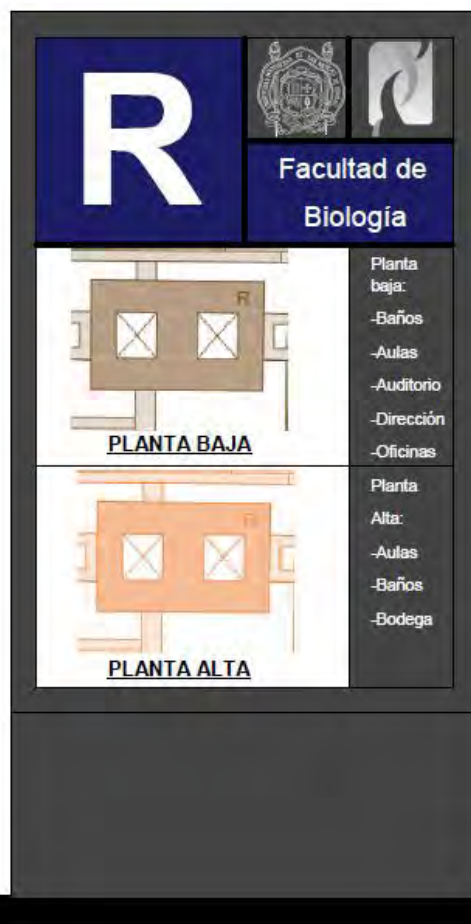 R
Facultad de
Biología
Planta
baja:
-Baños
-Aulas
-Auditorio
-Dirección
-Oficinas
R
PLANTA BAJA
Planta
Alta:
-Aulas
-Baños
-Bodega
R
PLANTA ALTA